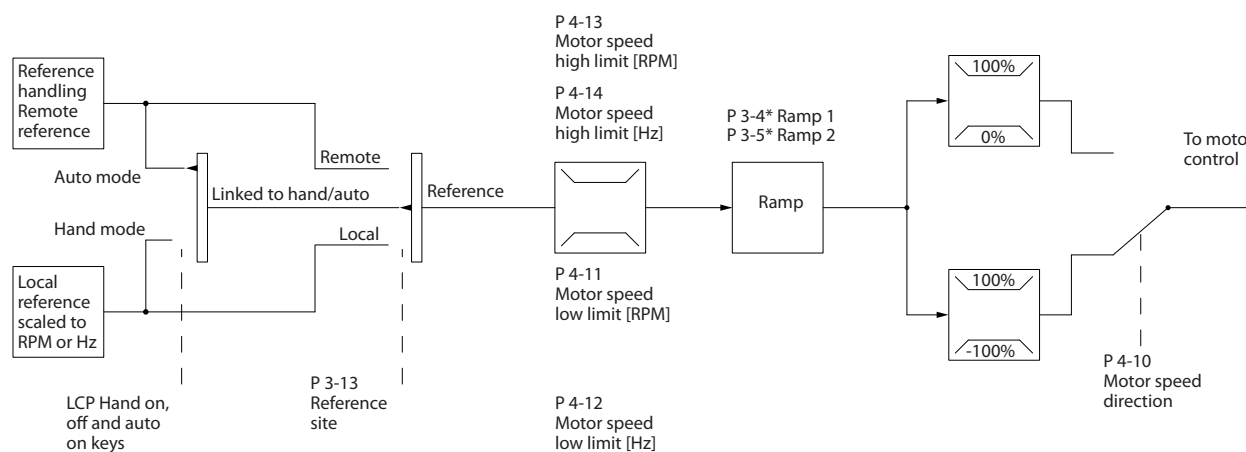 Reference
handling
Remote
reference
Auto mode
Hand mode
Local
reference
scaled to
RPM or Hz
LCP Hand on,
off and auto
on keys
Linked to hand/auto
Remote
Local
P 3-13
Reference
site
Reference
P 4-13
Motor speed
high limit [RPM]
P 4-14
Motor speed
high limit [Hz]
P 4-11
Motor speed
low limit [RPM]
P 4-12
Motor speed
low limit [Hz]
P 3-4* Ramp 1
P 3-5* Ramp 2
Ramp
100%
0%
100%
-100%
To motor
control
P 4-10
Motor speed
direction